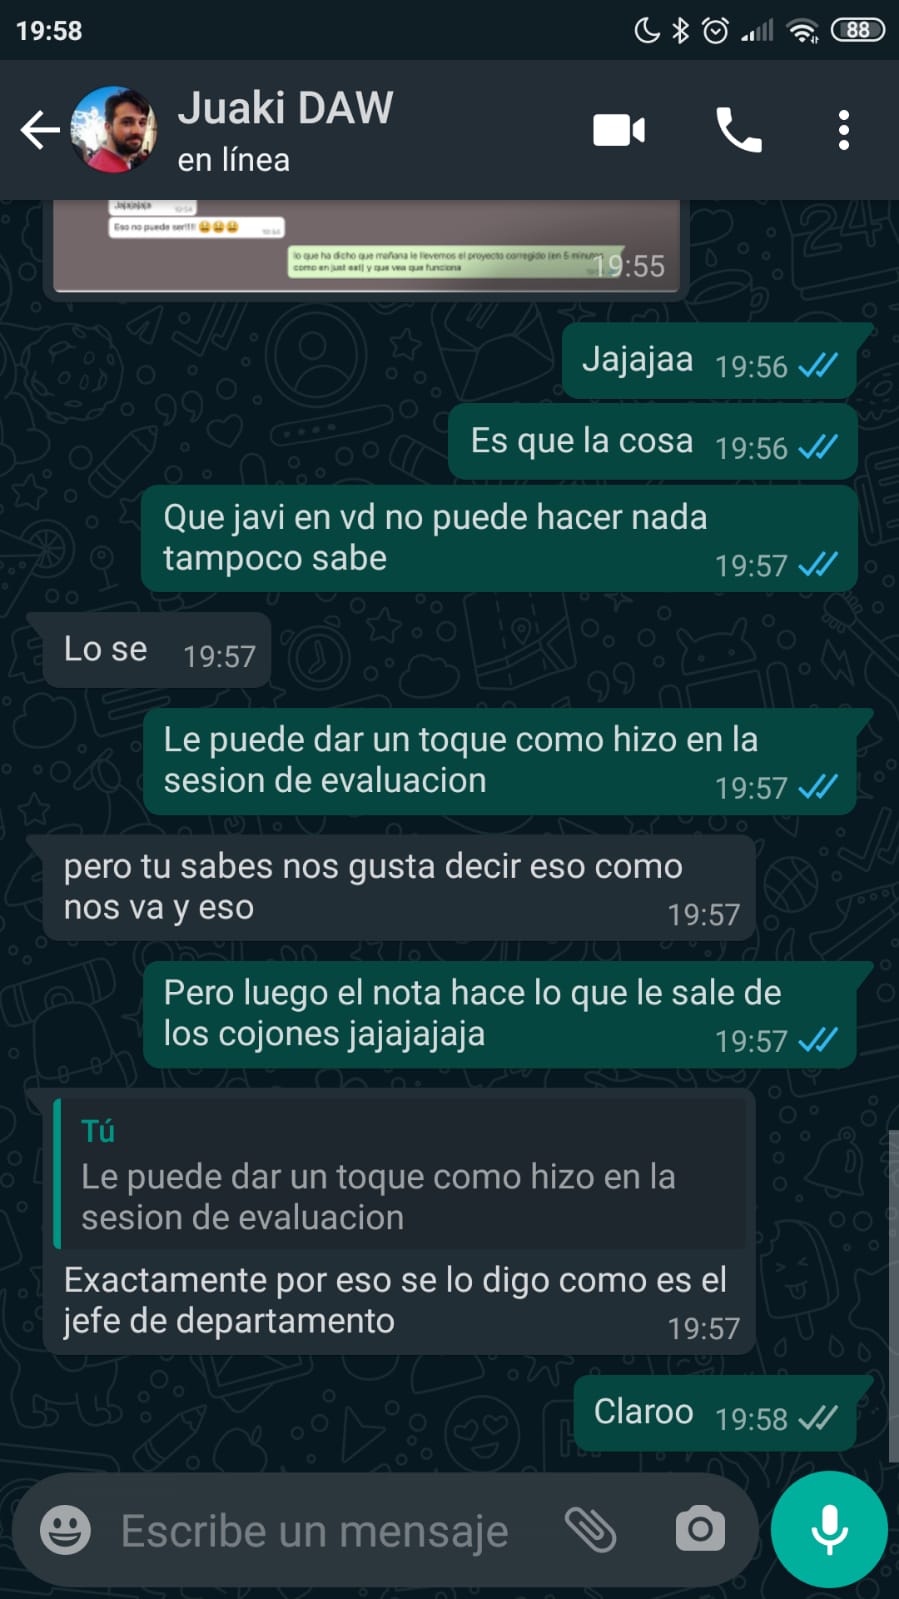 19:58
88
Juaki DAW
en línea
Jajajajaja
10:54
Eso no puede ser!!!! 😫😫😫
10:54
lo que ha dicho que mañana le llevemos el proyecto corregido (en 5 minutos
como en just eat) y que vea que funciona
19:55
Jajajaa 19:56
Es que la cosa 19:56
Que javi en vd no puede hacer nada
tampoco sabe 19:57
Lo se 19:57
Le puede dar un toque como hizo en la
sesion de evaluacion 19:57
pero tu sabes nos gusta decir eso como
nos va y eso 19:57
Pero luego el nota hace lo que le sale de
los cojones jajajajaja 19:57
Tú
Le puede dar un toque como hizo en la
sesion de evaluacion
Exactamente por eso se lo digo como es el
jefe de departamento 19:57
Claroo 19:58
Escribe un mensaje